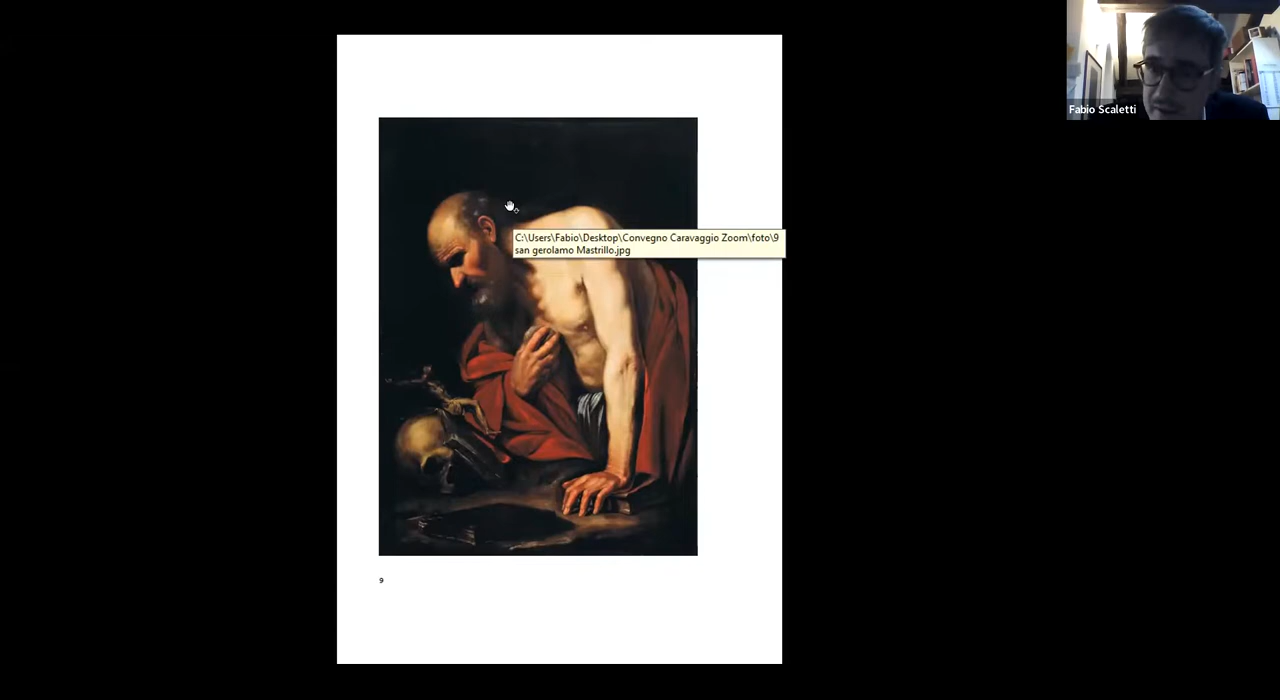 Fabio Scaletti
C:\Users\Fabio\Desktop\Convegno Caravaggio Zoom\foto\9
san gerolamo Mastrillo.jpg
9